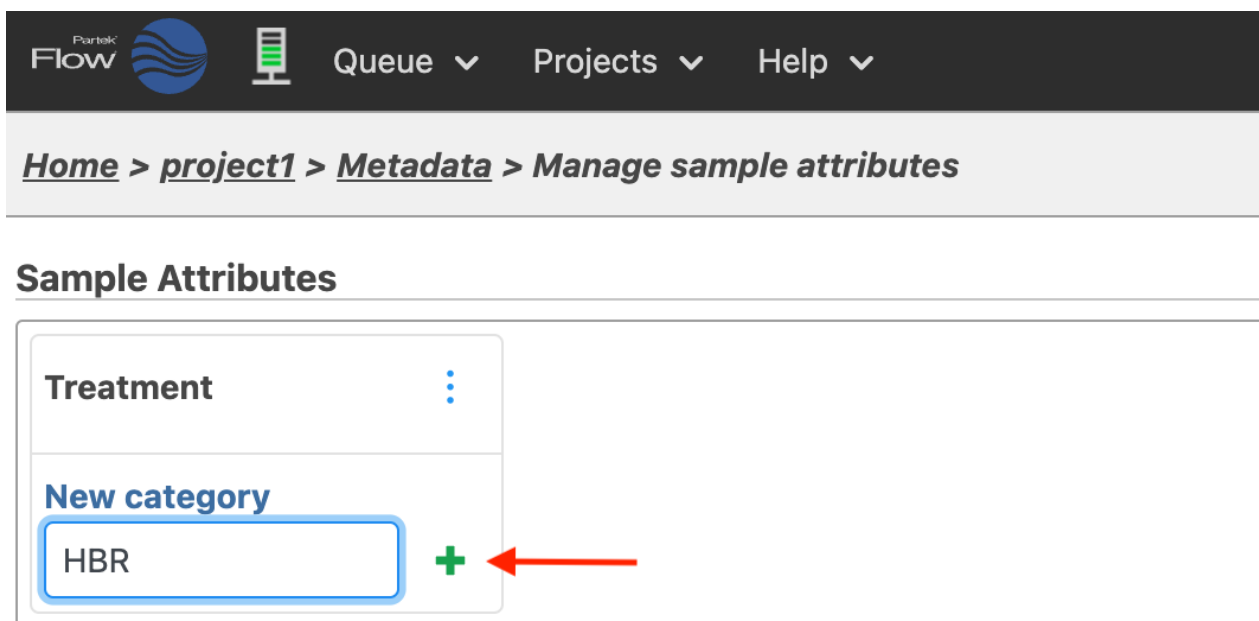 Partek
Flow
Queue Projects Help
Home > project1 > Metadata > Manage sample attributes
Sample Attributes
Treatment
New category
HBR